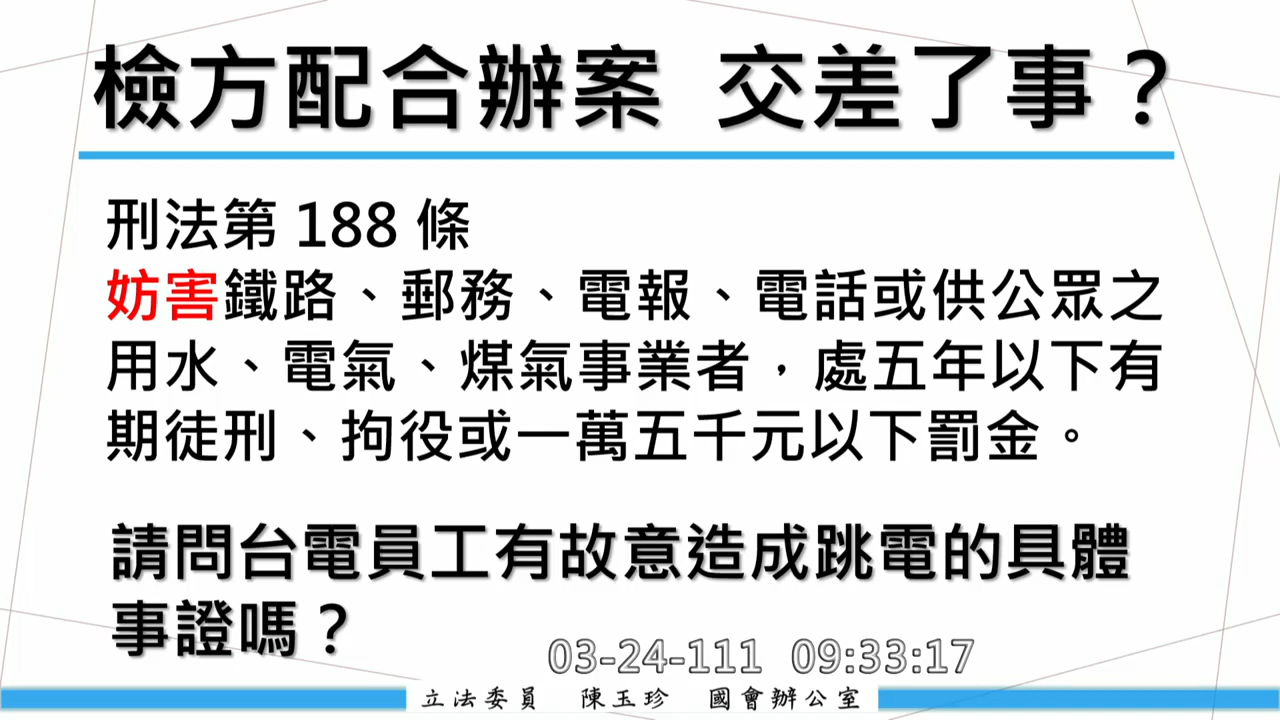 檢方配合辦案 交差了事？
刑法第 188 條
妨害鐵路、郵務、電報、電話或供公眾之
用水、電氣、煤氣事業者，處五年以下有
期徒刑、拘役或一萬五千元以下罰金。
請問台電員工有故意造成跳電的具體
事證嗎？
03-24-111 09:33:17
立法委員 陳玉珍 國會辦公室